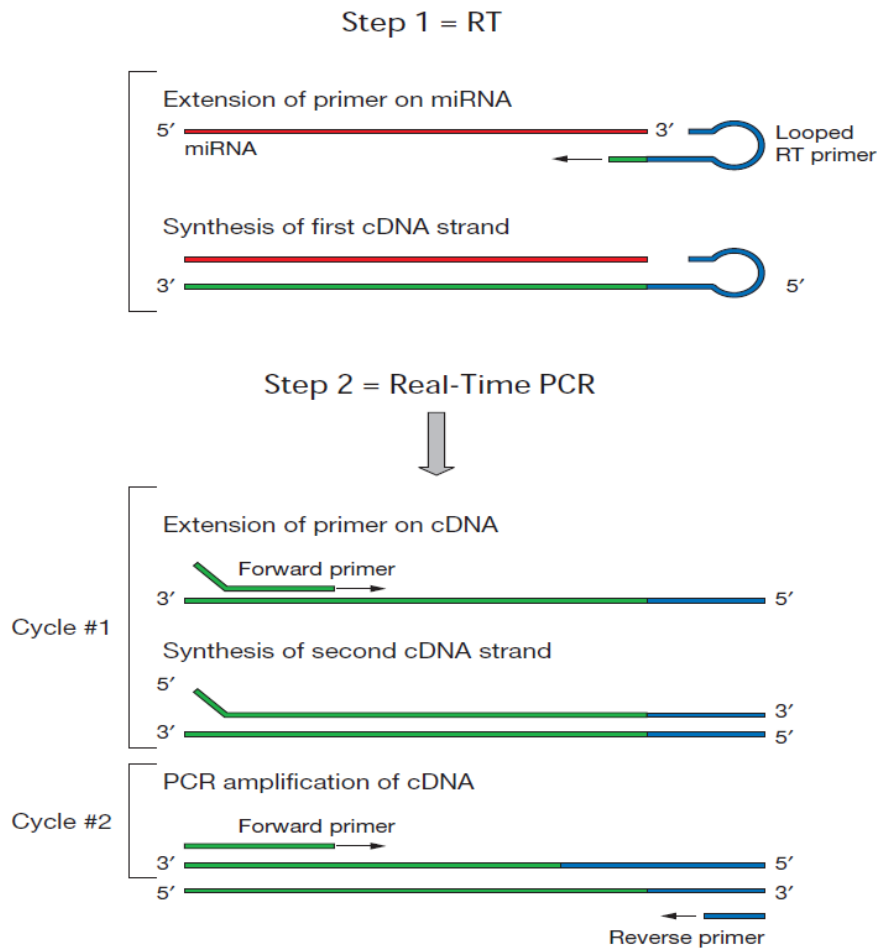 Step 1 = RT
Extension of primer on miRNA
5′ 3′
miRNA
Looped
RT primer
Synthesis of first cDNA strand
3′ 5′
Step 2 = Real-Time PCR
Extension of primer on cDNA
Forward primer
3′ 5′
Cycle #1
Synthesis of second cDNA strand
5′
3′
3′ 5′
PCR amplification of cDNA
Cycle #2
Forward primer
3′ 5′
5′ 3′
Reverse primer